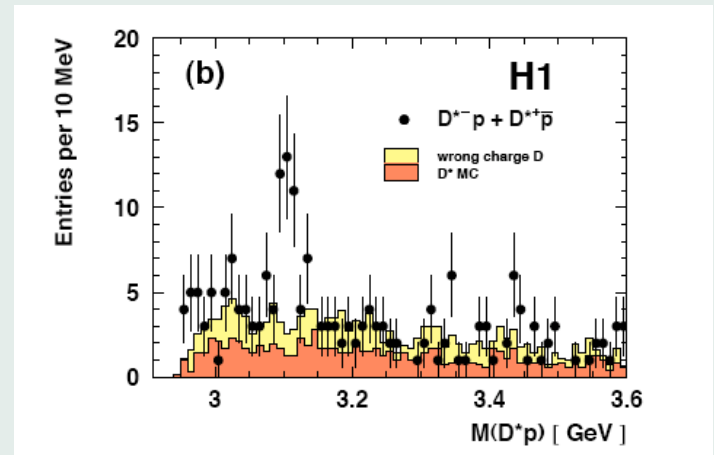 20
15
10
5
0
Entries per 10 MeV
(b)
H1
D*⁻p + D*⁺p̄
wrong charge D
D* MC
3 3.2 3.4 3.6
M(D*p) [ GeV ]